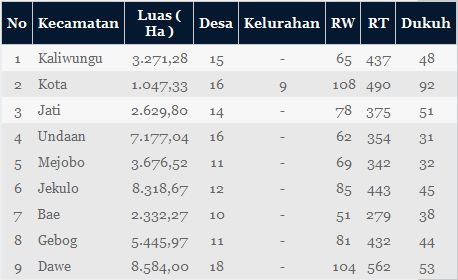 No Kecamatan Luas ( Ha ) Desa Kelurahan RW RT Dukuh
1 Kaliwungu 3.271,28 15 - 65 437 48
2 Kota 1.047,33 16 9 108 490 92
3 Jati 2.629,80 14 - 78 375 51
4 Undaan 7.177,04 16 - 62 354 31
5 Mejobo 3.676,52 11 - 69 342 32
6 Jekulo 8.318,67 12 - 85 443 45
7 Bae 2.332,27 10 - 51 279 38
8 Gebog 5.445,97 11 - 81 432 44
9 Dawe 8.584,00 18 - 104 562 53